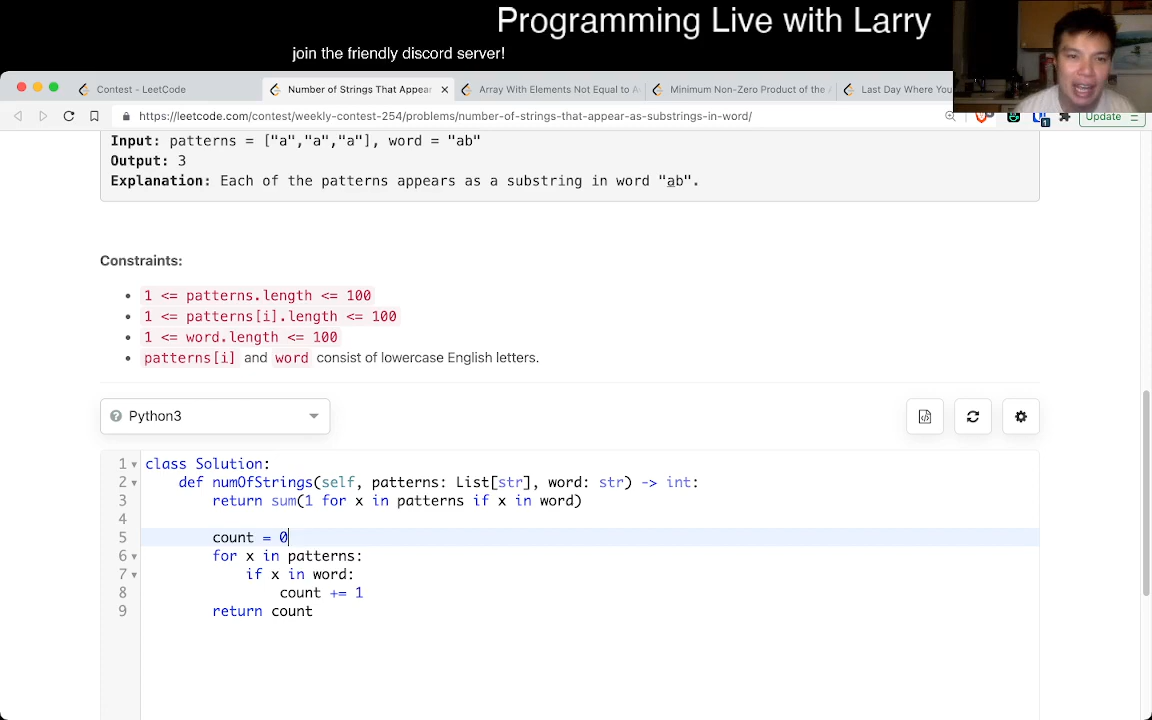 Programming Live with Larry
join the friendly discord server!
Contest - LeetCode
Number of Strings That Appear
Array With Elements Not Equal to A
Minimum Non-Zero Product of the
Last Day Where You
https://leetcode.com/contest/weekly-contest-254/problems/number-of-strings-that-appear-as-substrings-in-word/
Update
Input: patterns = ["a","a","a"], word = "ab"
Output: 3
Explanation: Each of the patterns appears as a substring in word "ab".
Constraints:
1 <= patterns.length <= 100
1 <= patterns[i].length <= 100
1 <= word.length <= 100
patterns[i] and word consist of lowercase English letters.
Python3
1 class Solution:
2 def numOfStrings(self, patterns: List[str], word: str) -> int:
3 return sum(1 for x in patterns if x in word)
4
5 count = 0
6 for x in patterns:
7 if x in word:
8 count += 1
9 return count